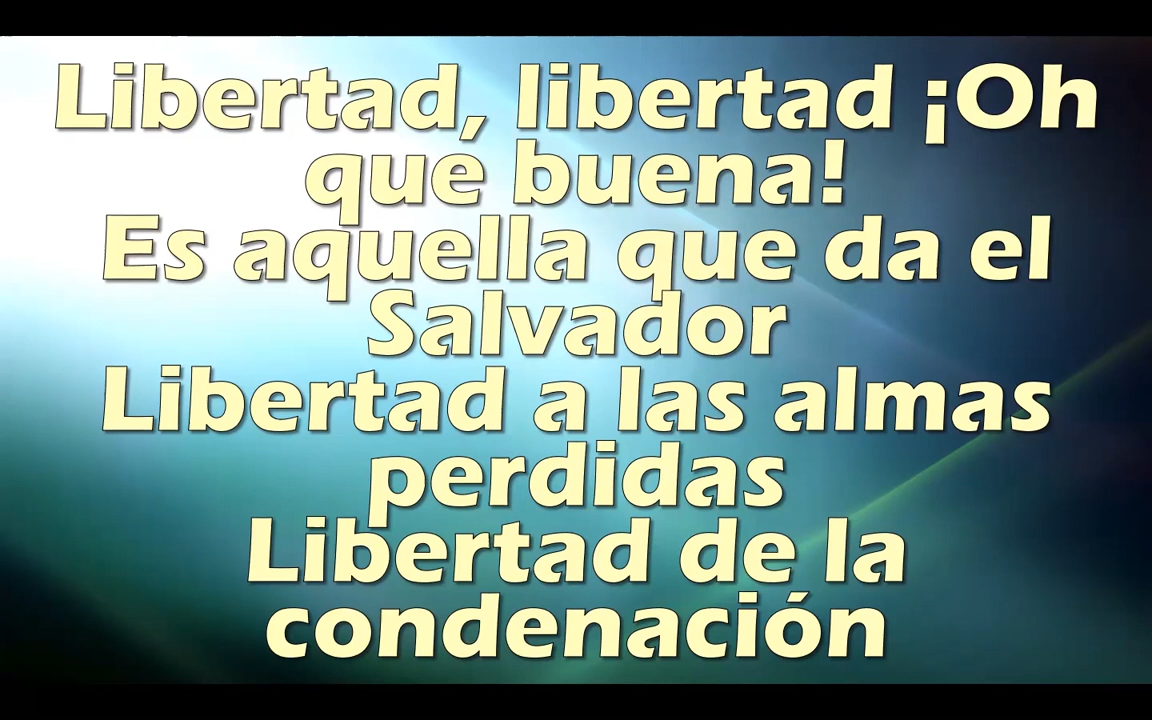 Libertad, libertad ¡Oh
que buena!
Es aquella que da el
Salvador
Libertad a las almas
perdidas
Libertad de la
condenación